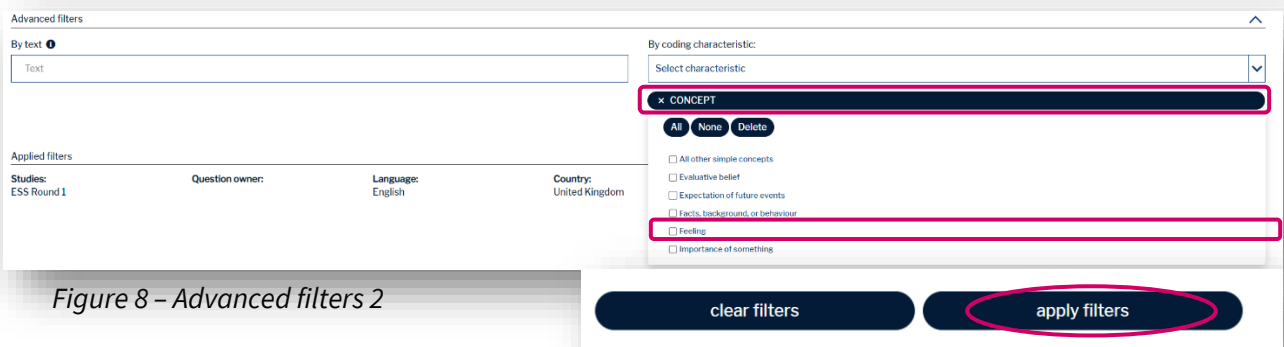 Advanced filters
By text
Text
By coding characteristic:
Select characteristic
× CONCEPT
All None Delete
All other simple concepts
Evaluative belief
Expectation of future events
Facts, background, or behaviour
Feeling
Importance of something
Applied filters
Studies: Question owner: Language: Country:
ESS Round 1 English United Kingdom
Figure 8 – Advanced filters 2
clear filters apply filters